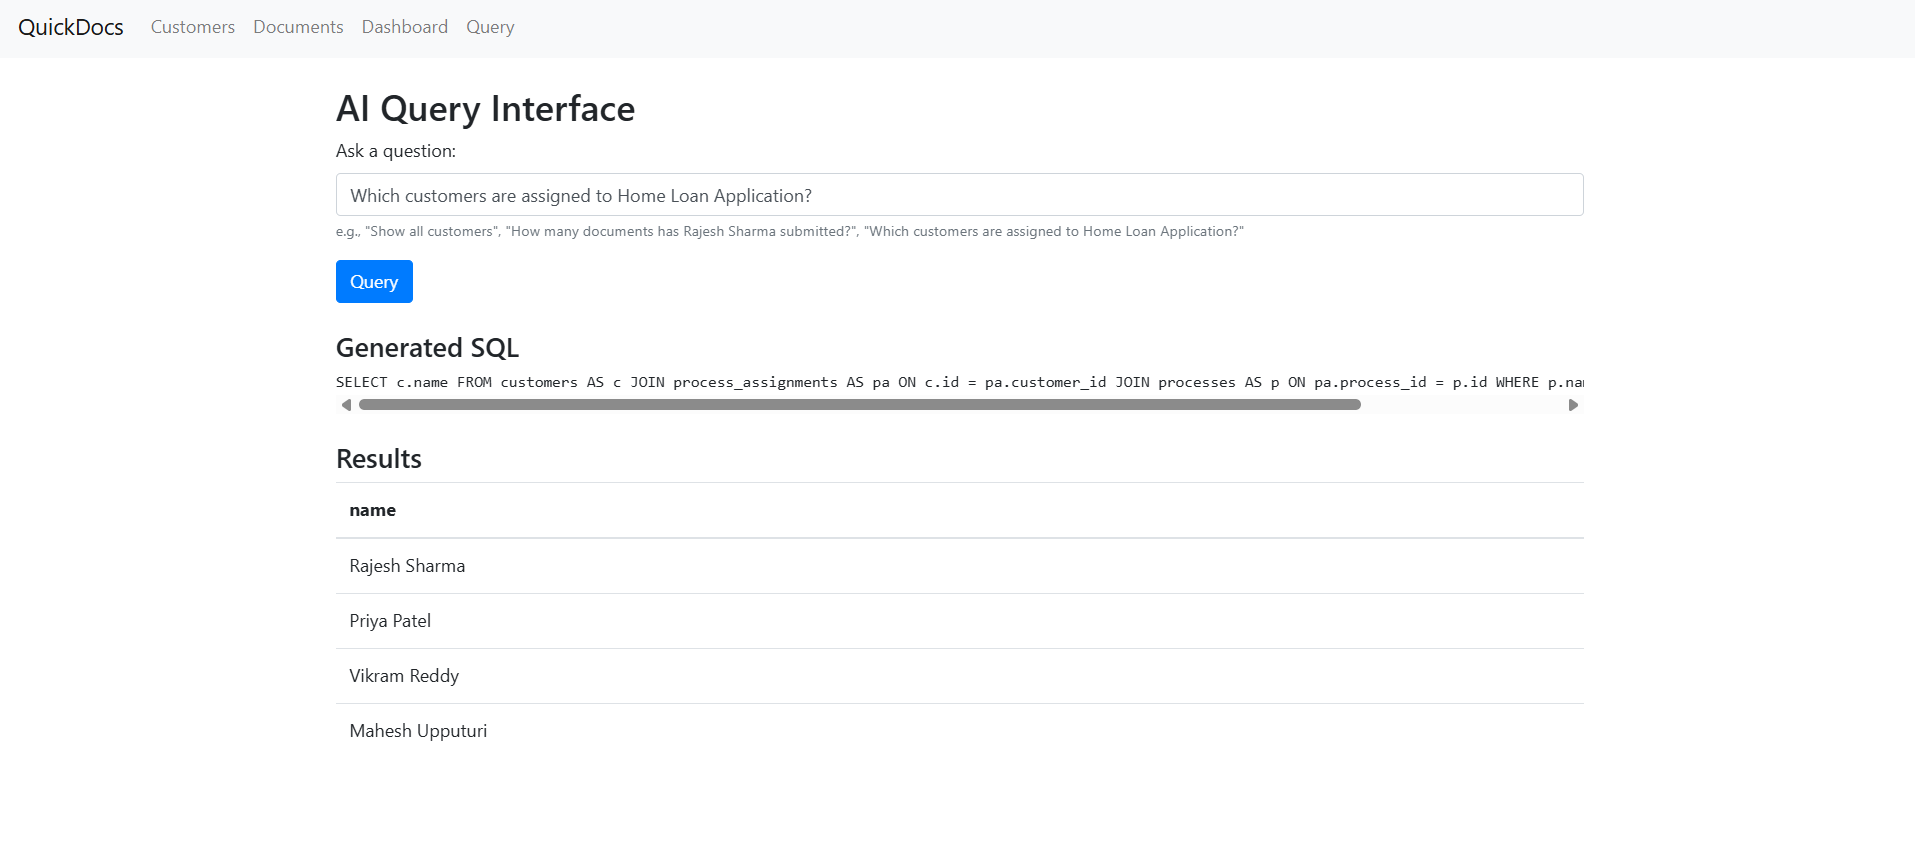 QuickDocs Customers Documents Dashboard Query
AI Query Interface
Ask a question:
Which customers are assigned to Home Loan Application?
e.g., "Show all customers", "How many documents has Rajesh Sharma submitted?", "Which customers are assigned to Home Loan Application?"
Query
Generated SQL
SELECT c.name FROM customers AS c JOIN process_assignments AS pa ON c.id = pa.customer_id JOIN processes AS p ON pa.process_id = p.id WHERE
Results
name
Rajesh Sharma
Priya Patel
Vikram Reddy
Mahesh Upputuri